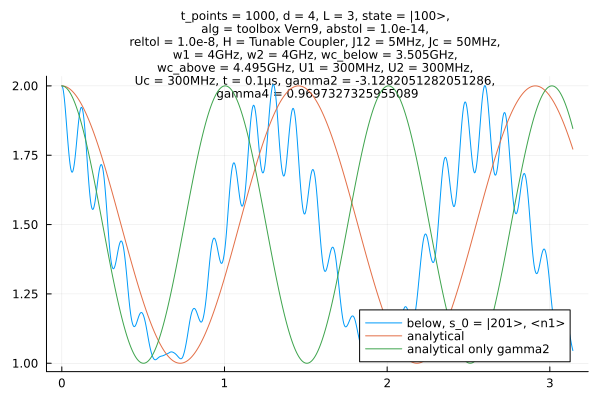 t_points = 1000, d = 4, L = 3, state = |100>,
alg = toolbox Vern9, abstol = 1.0e-14,
reltol = 1.0e-8, H = Tunable Coupler, J12 = 5MHz, Jc = 50MHz,
w1 = 4GHz, w2 = 4GHz, wc_below = 3.505GHz,
wc_above = 4.495GHz, U1 = 300MHz, U2 = 300MHz,
Uc = 300MHz, t = 0.1μs, gamma2 = -3.1282051282051286,
gamma4 = 0.9697327325955089
2.00
1.75
1.50
1.25
1.00
below, s_0 = |201>, <n1>
analytical
analytical only gamma2
0 1 2 3